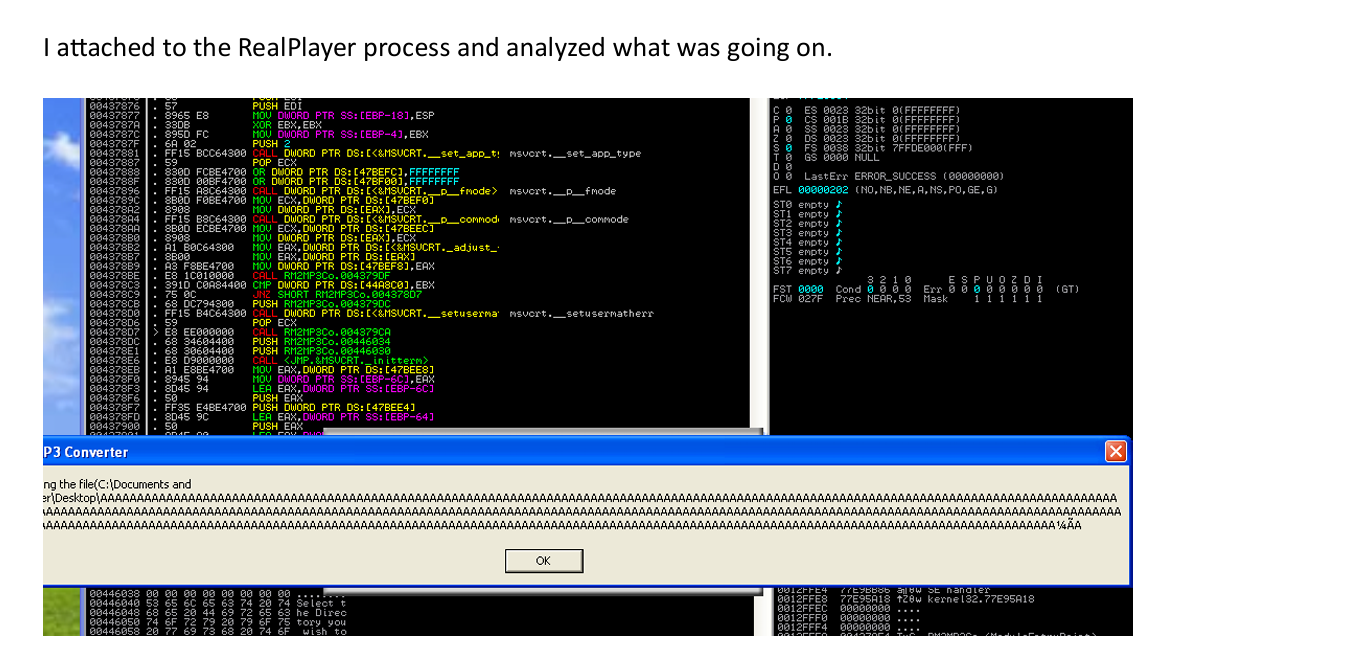 I attached to the RealPlayer process and analyzed what was going on.
00437876 . 57 PUSH EDI
00437877 . 8965 E8 MOV DWORD PTR SS:[EBP-18],ESP
0043787A . 33DB XOR EBX,EBX
0043787C . 895D FC MOV DWORD PTR SS:[EBP-4],EBX
0043787F . 6A 02 PUSH 2
00437881 . FF15 BCC64300 CALL DWORD PTR DS:[<&MSVCRT.__set_app_t msvcrt.__set_app_type
00437887 . 59 POP ECX
00437888 . 830D FCBE4700 OR DWORD PTR DS:[47BEFC],FFFFFFFF
0043788F . 830D 00BF4700 OR DWORD PTR DS:[47BF00],FFFFFFFF
00437896 . FF15 A8C64300 CALL DWORD PTR DS:[<&MSVCRT.__p__fmode>] msvcrt.__p__fmode
0043789C . 8B0D F0BE4700 MOV ECX,DWORD PTR DS:[47BEF0]
004378A2 . 8908 MOV DWORD PTR DS:[EAX],ECX
004378A4 . FF15 B8C64300 CALL DWORD PTR DS:[<&MSVCRT.__p__commod msvcrt.__p__commode
004378AA . 8B0D ECBE4700 MOV ECX,DWORD PTR DS:[47BEEC]
004378B0 . 8908 MOV DWORD PTR DS:[EAX],ECX
004378B2 . A1 B0C64300 MOV EAX,DWORD PTR DS:[<&MSVCRT._adjust_
004378B7 . 8B00 MOV EAX,DWORD PTR DS:[EAX]
004378B9 . A3 F8BE4700 MOV DWORD PTR DS:[47BEF8],EAX
004378BE . E8 1C010000 CALL RM2MP3Co.004379DF
004378C3 . 391D C0A84400 CMP DWORD PTR DS:[44A8C0],EBX
004378C9 . 75 0C JNZ SHORT RM2MP3Co.004378D7
004378CB . 68 DC794300 PUSH RM2MP3Co.004379DC
004378D0 . FF15 B4C64300 CALL DWORD PTR DS:[<&MSVCRT.__setuserma msvcrt.__setusermatherr
004378D6 . 59 POP ECX
004378D7 > E8 EE000000 CALL RM2MP3Co.004379CA
004378DC . 68 34604400 PUSH RM2MP3Co.00446034
004378E1 . 68 30604400 PUSH RM2MP3Co.00446030
004378E6 . E8 D9000000 CALL <JMP.&MSVCRT._initterm>
004378EB . A1 E8BE4700 MOV EAX,DWORD PTR DS:[47BEE8]
004378F0 . 8945 94 MOV DWORD PTR SS:[EBP-6C],EAX
004378F3 . 8D45 94 LEA EAX,DWORD PTR SS:[EBP-6C]
004378F6 . 50 PUSH EAX
004378F7 . FF35 E4BE4700 PUSH DWORD PTR DS:[47BEE4]
004378FD . 8D45 9C LEA EAX,DWORD PTR SS:[EBP-64]
00437900 . 50 PUSH EAX
C 0 ES 0023 32bit 0(FFFFFFFF)
P 0 CS 001B 32bit 0(FFFFFFFF)
A 0 SS 0023 32bit 0(FFFFFFFF)
Z 0 DS 0023 32bit 0(FFFFFFFF)
S 0 FS 003B 32bit 7FFDE000(FFF)
T 0 GS 0000 NULL
D 0
O 0 LastErr ERROR_SUCCESS (00000000)
EFL 00000202 (NO,NB,NE,A,NS,PO,GE,G)
ST0 empty
ST1 empty
ST2 empty
ST3 empty
ST4 empty
ST5 empty
ST6 empty
ST7 empty
3 2 1 0 E S P U O Z D I
FST 0000 Cond 0 0 0 0 Err 0 0 0 0 0 0 0 0 (GT)
FCW 027F Prec NEAR,53 Mask 1 1 1 1 1 1
P3 Converter
ng the file(C:\Documents and
OK
00446038 00 00 00 00 00 00 00 00 ........
00446040 53 65 6C 65 63 74 20 74 Select t
00446048 68 65 20 44 69 72 65 63 he Direc
00446050 74 6F 72 79 20 79 6F 75 tory you
00446058 20 77 69 73 68 20 74 6F wish to
0012FFE4 77E9BB86 SE handler
0012FFE8 77E95A18 kernel32.77E95A18
0012FFEC 00000000 ....
0012FFF0 00000000 ....
0012FFF4 00000000 ....